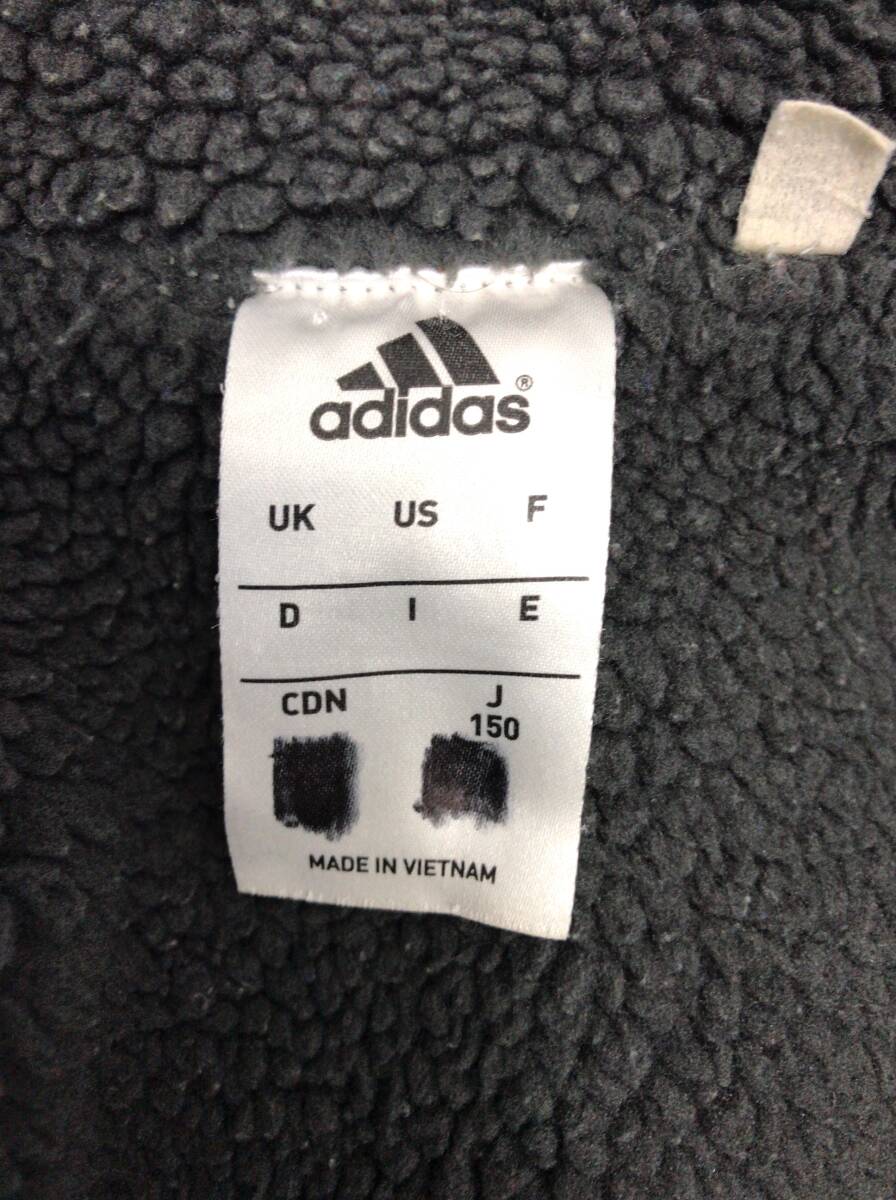 adidas®
UK US F
D I E
CDN J
150
MADE IN VIETNAM